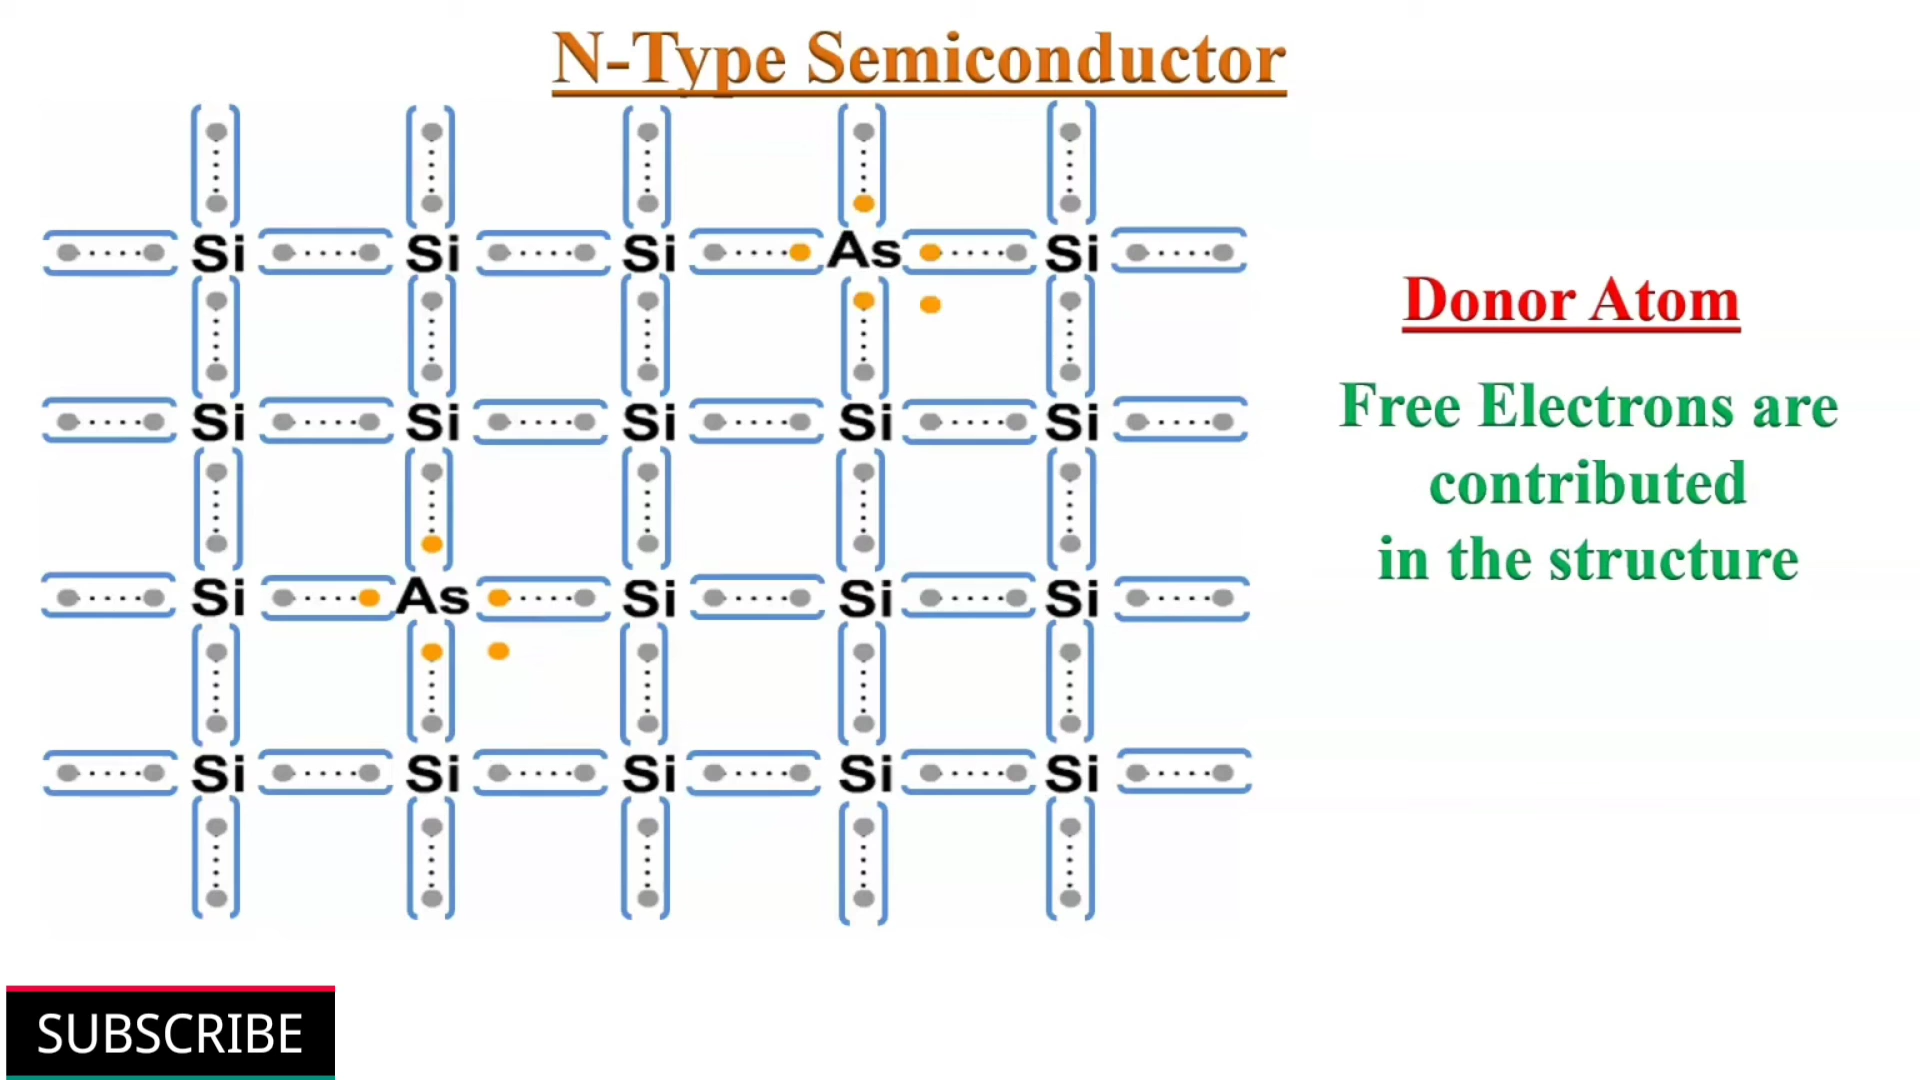 N-Type Semiconductor
Si Si Si As Si
Donor Atom
Free Electrons are
Si Si Si Si Si
contributed
in the structure
Si As Si Si Si
Si Si Si Si Si
SUBSCRIBE